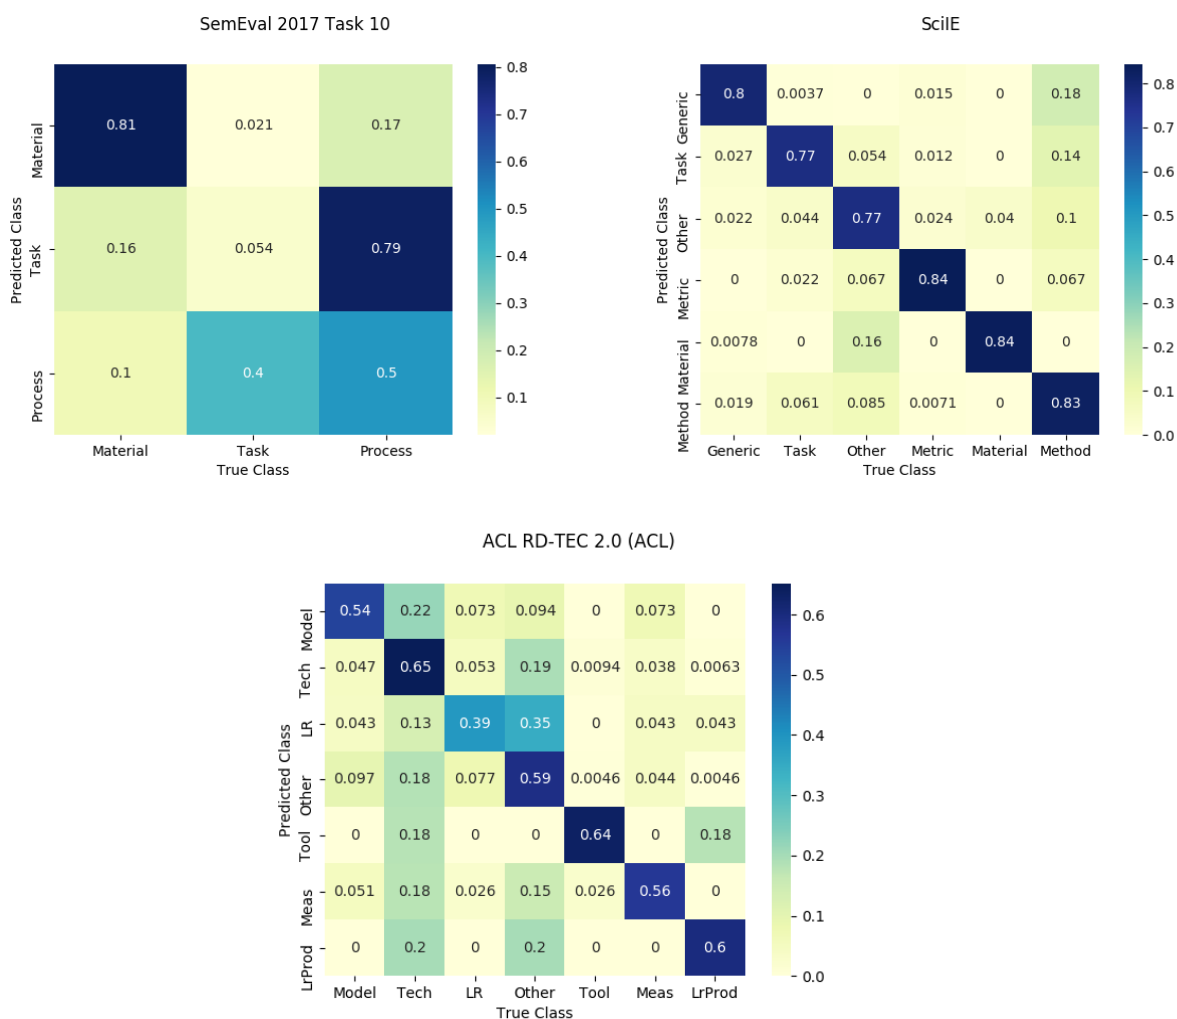 SemEval 2017 Task 10
Predicted Class
Material
Task
Process
0.81 0.021 0.17
0.16 0.054 0.79
0.1 0.4 0.5
Material Task Process
True Class
0.8
0.7
0.6
0.5
0.4
0.3
0.2
0.1
SciIE
Predicted Class
Generic
Task
Other
Metric
Material
Method
0.8 0.0037 0 0.015 0 0.18
0.027 0.77 0.054 0.012 0 0.14
0.022 0.044 0.77 0.024 0.04 0.1
0 0.022 0.067 0.84 0 0.067
0.0078 0 0.16 0 0.84 0
0.019 0.061 0.085 0.0071 0 0.83
Generic Task Other Metric Material Method
True Class
0.8
0.7
0.6
0.5
0.4
0.3
0.2
0.1
0.0
ACL RD-TEC 2.0 (ACL)
Predicted Class
Model
Tech
LR
Other
Tool
Meas
LrProd
0.54 0.22 0.073 0.094 0 0.073 0
0.047 0.65 0.053 0.19 0.0094 0.038 0.0063
0.043 0.13 0.39 0.35 0 0.043 0.043
0.097 0.18 0.077 0.59 0.0046 0.044 0.0046
0 0.18 0 0 0.64 0 0.18
0.051 0.18 0.026 0.15 0.026 0.56 0
0 0.2 0 0.2 0 0 0.6
Model Tech LR Other Tool Meas LrProd
True Class
0.6
0.5
0.4
0.3
0.2
0.1
0.0